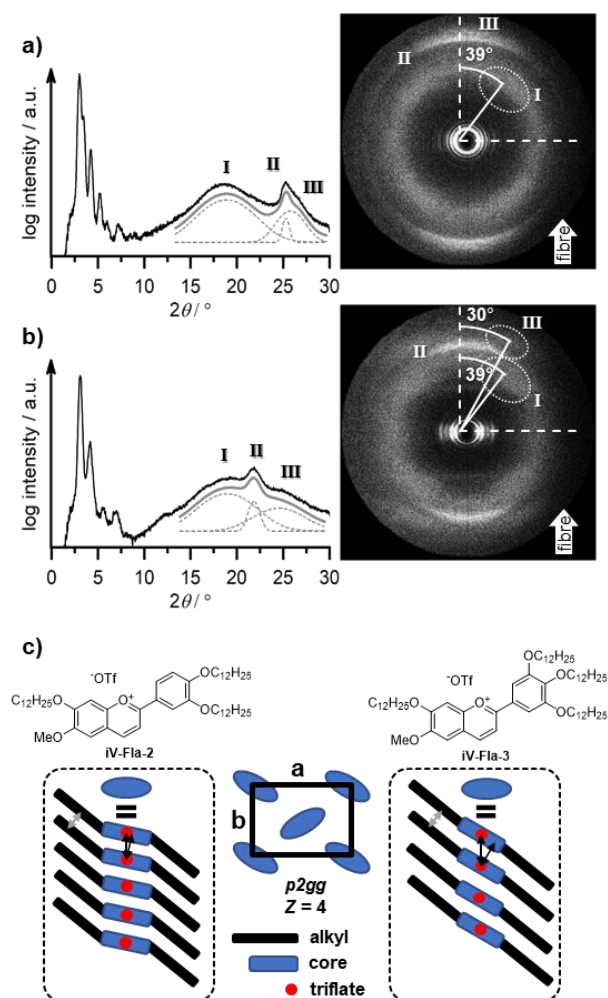 a)
log intensity / a.u.
I
II
III
0 5 10 15 20 25 30
2θ / °
III
II
39°
I
fibre
b)
log intensity / a.u.
I
II
III
0 5 10 15 20 25 30
2θ / °
30°
III
II
39°
I
fibre
c)
⁻OTf
C₁₂H₂₅O
MeO
O⁺
OC₁₂H₂₅
OC₁₂H₂₅
iV-Fla-2
⁻OTf
C₁₂H₂₅O
MeO
O⁺
OC₁₂H₂₅
OC₁₂H₂₅
OC₁₂H₂₅
iV-Fla-3
a
b
p2gg
Z = 4
alkyl
core
triflate